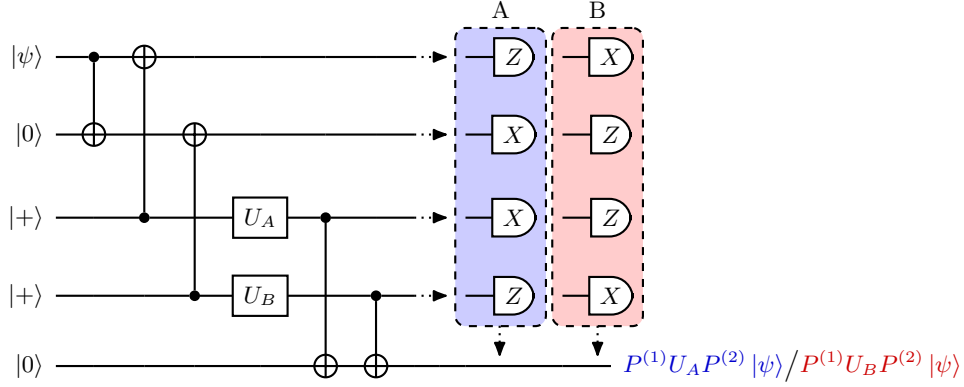 A B
|ψ⟩ Z X
|0⟩ X Z
|+⟩ U_A X Z
|+⟩ U_B Z X
|0⟩ P^{(1)}U_A P^{(2)} |ψ⟩/P^{(1)}U_B P^{(2)} |ψ⟩